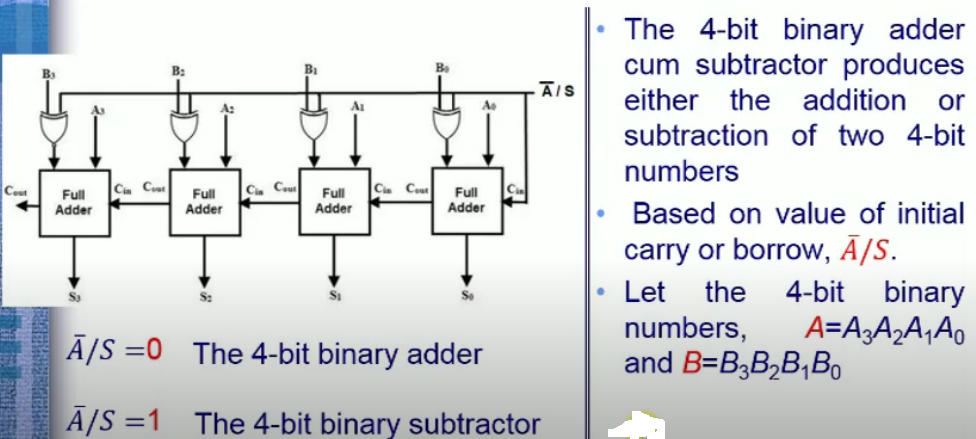 B₃ B₂ B₁ B₀ A̅/S
A₃ A₂ A₁ A₀
Cout Full Adder Cin Cout Full Adder Cin Cout Full Adder Cin Cout Full Adder Cin
S₃ S₂ S₁ S₀
A̅/S =0 The 4-bit binary adder
A̅/S =1 The 4-bit binary subtractor
• The 4-bit binary adder
cum subtractor produces
either the addition or
subtraction of two 4-bit
numbers
• Based on value of initial
carry or borrow, A̅/S.
• Let the 4-bit binary
numbers, A=A₃A₂A₁A₀
and B=B₃B₂B₁B₀